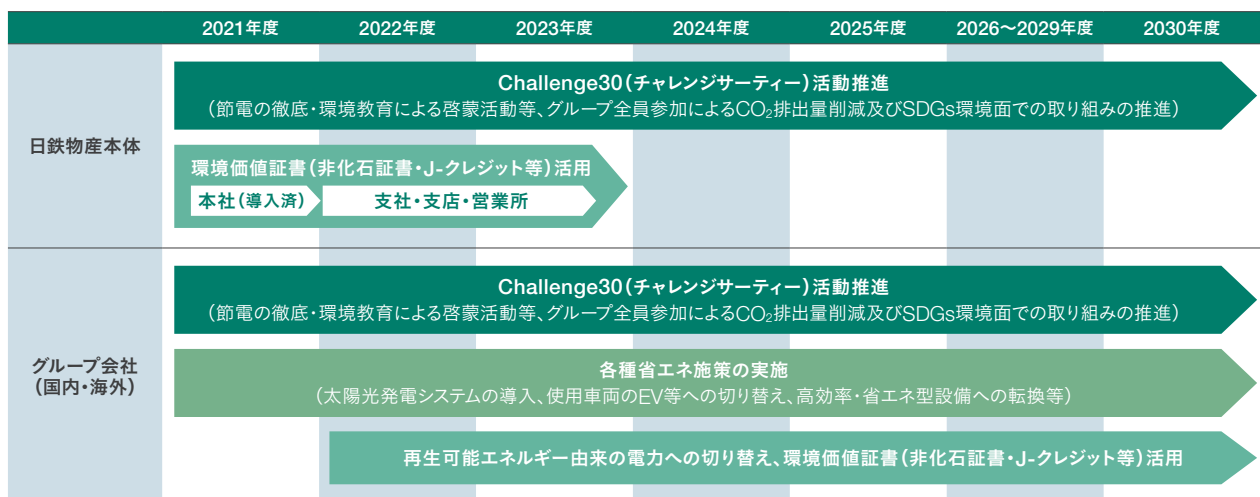 2021年度 2022年度 2023年度 2024年度 2025年度 2026～2029年度 2030年度
日鉄物産本体
Challenge30(チャレンジサーティー)活動推進
(節電の徹底・環境教育による啓蒙活動等、グループ全員参加によるCO₂排出量削減及びSDGs環境面での取り組みの推進)
環境価値証書(非化石証書・J-クレジット等)活用
本社(導入済) 支社・支店・営業所
グループ会社
(国内・海外)
Challenge30(チャレンジサーティー)活動推進
(節電の徹底・環境教育による啓蒙活動等、グループ全員参加によるCO₂排出量削減及びSDGs環境面での取り組みの推進)
各種省エネ施策の実施
(太陽光発電システムの導入、使用車両のEV等への切り替え、高効率・省エネ型設備への転換等)
再生可能エネルギー由来の電力への切り替え、環境価値証書(非化石証書・J-クレジット等)活用